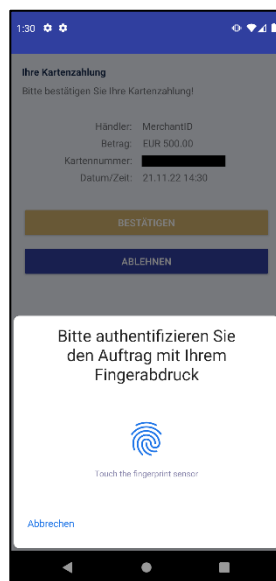 1:30
Ihre Kartenzahlung
Bitte bestätigen Sie Ihre Kartenzahlung!
Händler: MerchantID
Betrag: EUR 500.00
Kartennummer:
Datum/Zeit: 21.11.22 14:30
BESTÄTIGEN
ABLEHNEN
Bitte authentifizieren Sie
den Auftrag mit Ihrem
Fingerabdruck
Touch the fingerprint sensor
Abbrechen